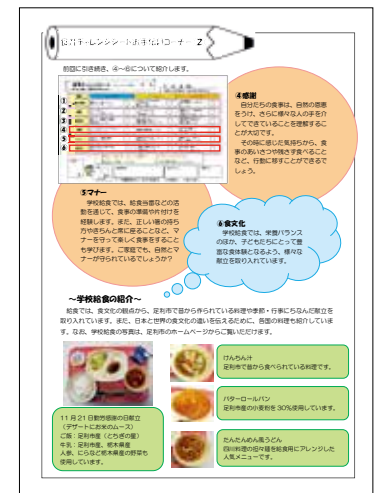 前回に引き続き、④~⑥について紹介します。
①
②
③
④
⑤
⑥
④感謝
自分たちの食事は、自然の恩恵
をうけ、さらに様々な人の手を介
してできていることを理解するこ
とが大切です。
その時に感じた気持ちから、食
事のあいさつや残さず食べること
など、行動に移すことができるで
しょう。
⑤マナー
学校給食では、給食当番などの活
動を通じて、食事の準備や片付けを
経験します。また、正しい箸の持ち
方やきちんと席に座ることなど、マ
ナーを守って楽しく食事をすること
も学びます。ご家庭でも、自然とマ
ナーが守られているでしょうか?
⑥食文化
学校給食では、栄養バランス
のほか、子どもたちにとって豊
富な食体験となるよう、様々な
献立を取り入れています。
~学校給食の紹介~
給食では、食文化の観点から、足利市で昔から作られている料理や季節・行事にちなんだ献立を
取り入れています。また、日本と世界の食文化の違いを伝えるために、各国の料理も紹介していま
す。なお、学校給食の写真は、足利市のホームページからご覧いただけます。
11月21日勤労感謝の日献立
(デザートにお米のムース)
ご飯:足利市産(とちぎの星)
牛乳:足利市産、栃木県産
人参、にらなど栃木県産の野菜も
使用しています。
けんちん汁
足利市で昔から食べられている料理です。
バターロールパン
足利市産の小麦粉を30%使用しています。
たんたんめん風うどん
四川料理の担々麺を給食用にアレンジした
人気メニューです。